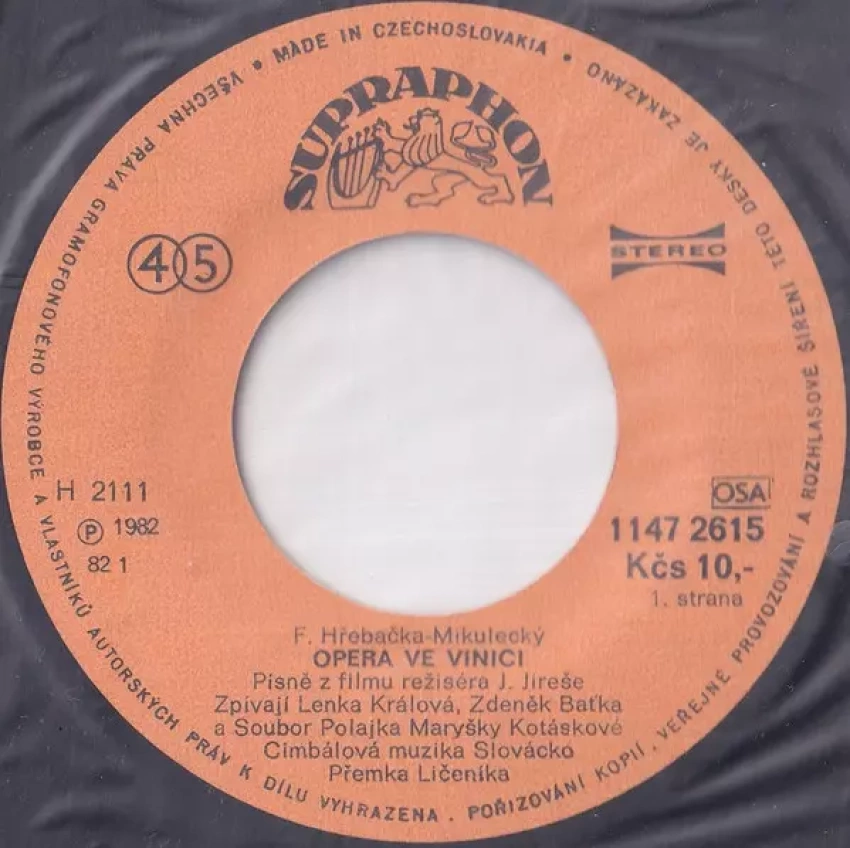 VŠECHNA PRÁVA GRAMOFONOVÉHO VÝROBCE A VLASTNÍKŮ AUTORSKÝCH PRÁV K DÍLU VYHRAZENA . POŘIZOVÁNÍ KOPIÍ , VEŘEJNÉ PROVOZOVÁNÍ A ROZHLASOVÉ ŠÍŘENÍ TÉTO DESKY JE ZAKÁZÁNO • MADE IN CZECHOSLOVAKIA •
SUPRAPHON
45
STEREO
H 2111
Ⓟ 1982
82 1
OSA
1147 2615
Kčs 10,-
1. strana
F. Hřebačka-Mikulecký
OPERA VE VINICI
Písně z filmu režiséra J. Jireše
Zpívají Lenka Králová, Zdeněk Baťka
a Soubor Polajka Maryšky Kotáskové
Cimbálová muzika Slovácko
Přemka Ličeníka